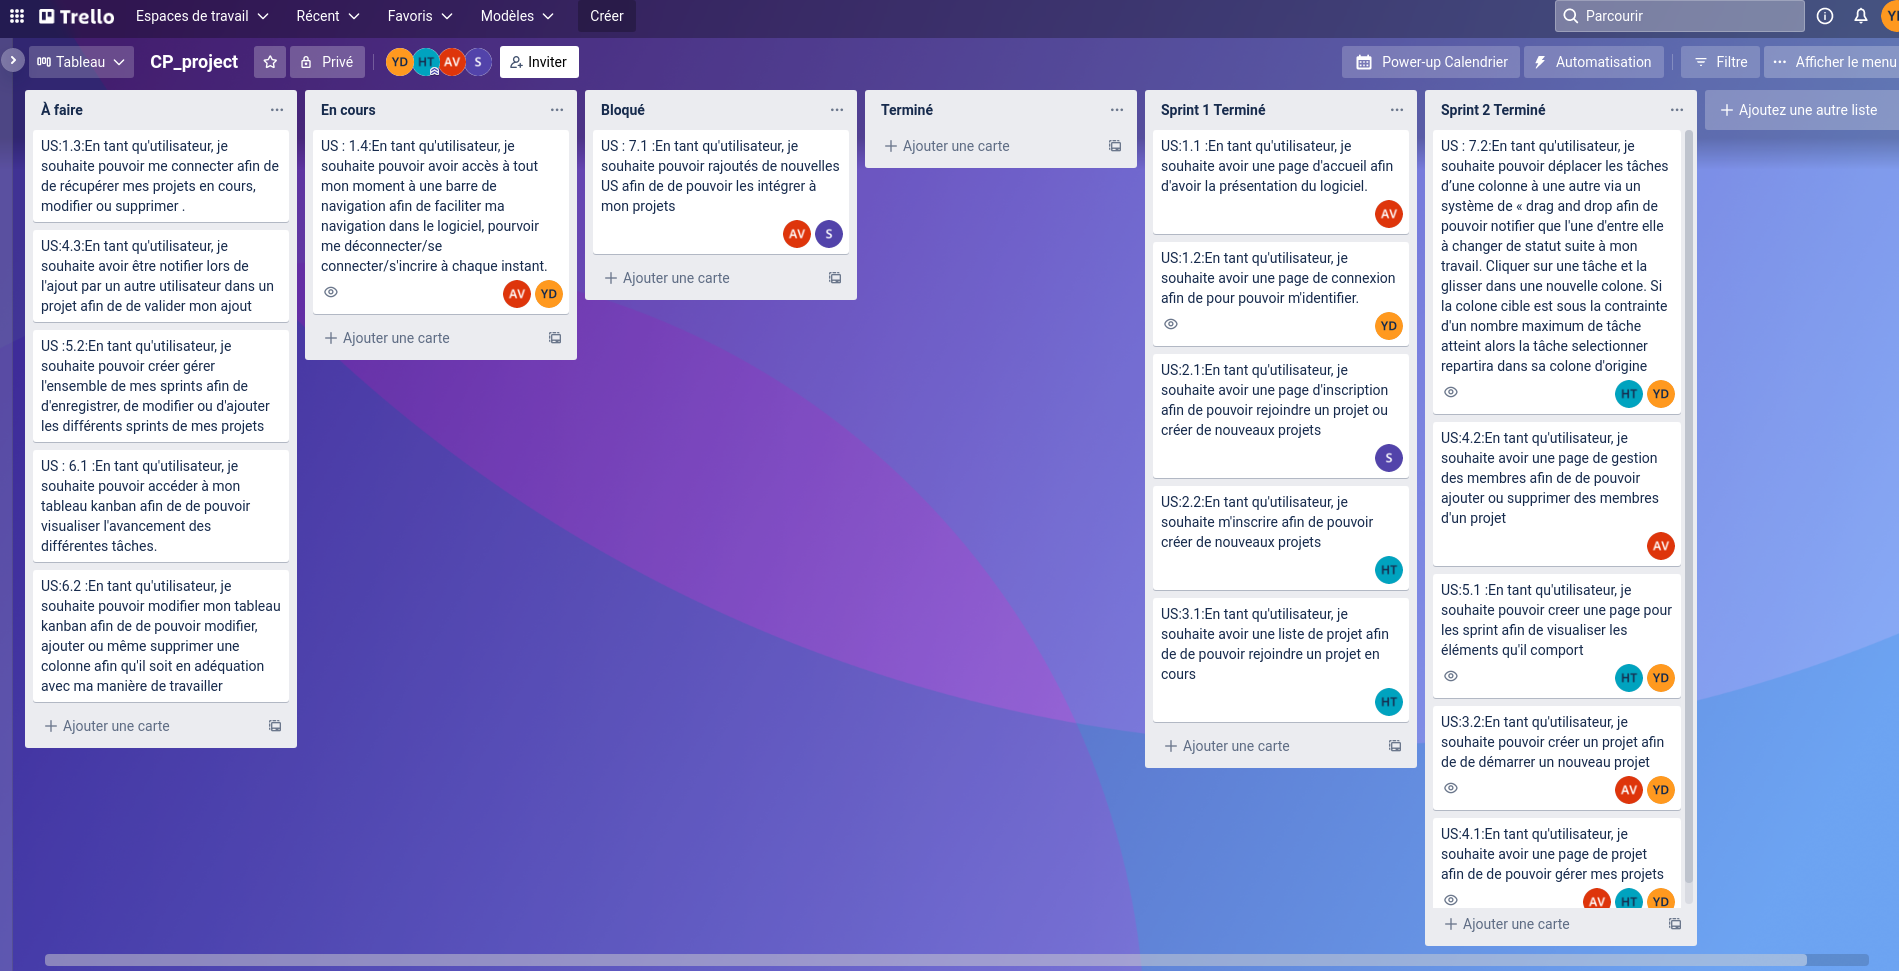 Trello
Espaces de travail
Récent
Favoris
Modèles
Créer
Parcourir
Tableau
CP_project
Privé
YD
HT
AV
S
Inviter
Power-up Calendrier
Automatisation
Filtre
Afficher le menu
À faire
US:1.3:En tant qu'utilisateur, je
souhaite pouvoir me connecter afin de
de récupérer mes projets en cours,
modifier ou supprimer .
US:4.3:En tant qu'utilisateur, je
souhaite avoir être notifier lors de
l'ajout par un autre utilisateur dans un
projet afin de de valider mon ajout
US :5.2:En tant qu'utilisateur, je
souhaite pouvoir créer gérer
l'ensemble de mes sprints afin de
d'enregistrer, de modifier ou d'ajouter
les différents sprints de mes projets
US : 6.1 :En tant qu'utilisateur, je
souhaite pouvoir accéder à mon
tableau kanban afin de de pouvoir
visualiser l'avancement des
différentes tâches.
US:6.2 :En tant qu'utilisateur, je
souhaite pouvoir modifier mon tableau
kanban afin de de pouvoir modifier,
ajouter ou même supprimer une
colonne afin qu'il soit en adéquation
avec ma manière de travailler
Ajouter une carte
En cours
US : 1.4:En tant qu'utilisateur, je
souhaite pouvoir avoir accès à tout
mon moment à une barre de
navigation afin de faciliter ma
navigation dans le logiciel, pourvoir
me déconnecter/se
connecter/s'incrire à chaque instant.
AV
YD
Ajouter une carte
Bloqué
US : 7.1 :En tant qu'utilisateur, je
souhaite pouvoir rajoutés de nouvelles
US afin de de pouvoir les intégrer à
mon projets
AV
S
Ajouter une carte
Terminé
Ajouter une carte
Sprint 1 Terminé
US:1.1 :En tant qu'utilisateur, je
souhaite avoir une page d'accueil afin
d'avoir la présentation du logiciel.
AV
US:1.2:En tant qu'utilisateur, je
souhaite avoir une page de connexion
afin de pour pouvoir m'identifier.
YD
US:2.1:En tant qu'utilisateur, je
souhaite avoir une page d'inscription
afin de pouvoir rejoindre un projet ou
créer de nouveaux projets
S
US:2.2:En tant qu'utilisateur, je
souhaite m'inscrire afin de pouvoir
créer de nouveaux projets
HT
US:3.1:En tant qu'utilisateur, je
souhaite avoir une liste de projet afin
de de pouvoir rejoindre un projet en
cours
HT
Ajouter une carte
Sprint 2 Terminé
US : 7.2:En tant qu'utilisateur, je
souhaite pouvoir déplacer les tâches
d'une colonne à une autre via un
système de « drag and drop afin de
pouvoir notifier que l'une d'entre elle
à changer de statut suite à mon
travail. Cliquer sur une tâche et la
glisser dans une nouvelle colone. Si
la colone cible est sous la contrainte
d'un nombre maximum de tâche
atteint alors la tâche selectionner
repartira dans sa colone d'origine
HT
YD
US:4.2:En tant qu'utilisateur, je
souhaite avoir une page de gestion
des membres afin de de pouvoir
ajouter ou supprimer des membres
d'un projet
AV
US:5.1 :En tant qu'utilisateur, je
souhaite pouvoir creer une page pour
les sprint afin de visualiser les
éléments qu'il comport
HT
YD
US:3.2:En tant qu'utilisateur, je
souhaite pouvoir créer un projet afin
de de démarrer un nouveau projet
AV
YD
US:4.1:En tant qu'utilisateur, je
souhaite avoir une page de projet
afin de de pouvoir gérer mes projets
AV
HT
YD
Ajouter une carte
Ajoutez une autre liste